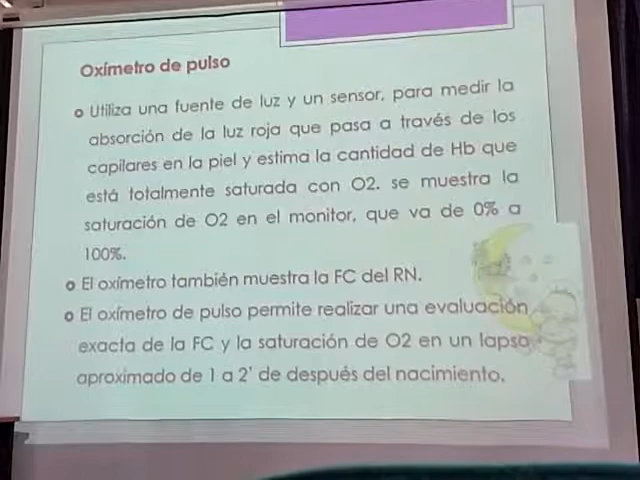 Oxímetro de pulso
Utiliza una fuente de luz y un sensor, para medir la
absorción de la luz roja que pasa a través de los
capilares en la piel y estima la cantidad de Hb que
está totalmente saturada con O2. se muestra la
saturación de O2 en el monitor, que va de 0% a
100%.
El oxímetro también muestra la FC del RN.
El oxímetro de pulso permite realizar una evaluación
exacta de la FC y la saturación de O2 en un lapso
aproximado de 1 a 2' de después del nacimiento.